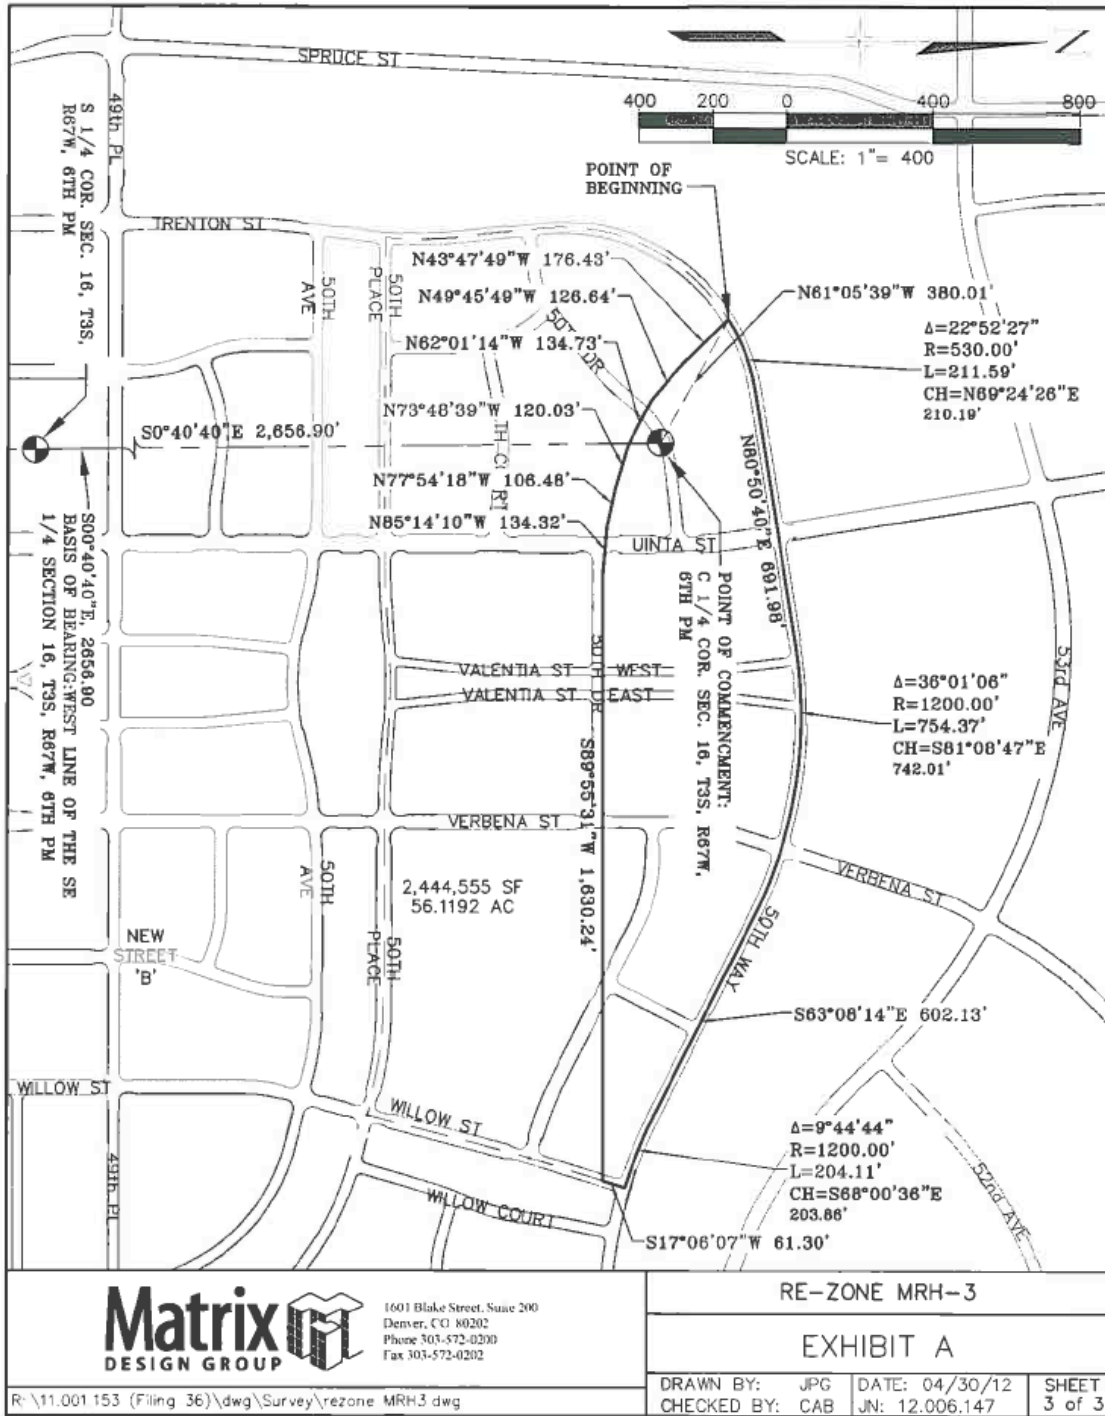 SPRUCE ST
400 200 0 400 800
SCALE: 1"= 400
Z
POINT OF
BEGINNING
49th PL
S 1/4 COR. SEC. 16, T3S,
R67W, 6TH PM
TRENTON ST
50TH
AVE
50TH
PLACE
N43°47'49"W 176.43'
N49°45'49"W 126.64'
N62°01'14"W 134.73'
N73°48'39"W 120.03'
N77°54'18"W 106.48'
N85°14'10"W 134.32'
N61°05'39"W 380.01'
Δ=22°52'27"
R=530.00'
L=211.59'
CH=N69°24'26"E
210.19'
S0°40'40"E 2,656.90'
N80°50'40"E 691.98'
UINTA ST
S00°40'40"E, 2656.90
BASIS OF BEARING:WEST LINE OF THE SE
1/4 SECTION 16, T3S, R67W, 6TH PM
POINT OF COMMENCMENT:
C 1/4 COR. SEC. 16, T3S, R67W,
6TH PM
VALENTIA ST WEST
VALENTIA ST EAST
50TH DR
53rd AVE
Δ=36°01'06"
R=1200.00'
L=754.37'
CH=S81°08'47"E
742.01'
S89°55'31"W 1,630.24'
VERBENA ST
VERBENA ST
50TH
AVE
50TH
PLACE
2,444,555 SF
56.1192 AC
NEW
STREET
'B'
50TH WAY
S63°08'14"E 602.13'
WILLOW ST
WILLOW ST
WILLOW COURT
49th PL
52nd AVE
Δ=9°44'44"
R=1200.00'
L=204.11'
CH=S68°00'36"E
203.86'
S17°06'07"W 61.30'
Matrix
DESIGN GROUP
1601 Blake Street, Suite 200
Denver, CO 80202
Phone 303-572-0200
Fax 303-572-0202
R:\11.001.153 (Filing 36)\dwg\Survey\rezone MRH3.dwg
RE-ZONE MRH-3
EXHIBIT A
DRAWN BY: JPG DATE: 04/30/12 SHEET
CHECKED BY: CAB JN: 12.006.147 3 of 3